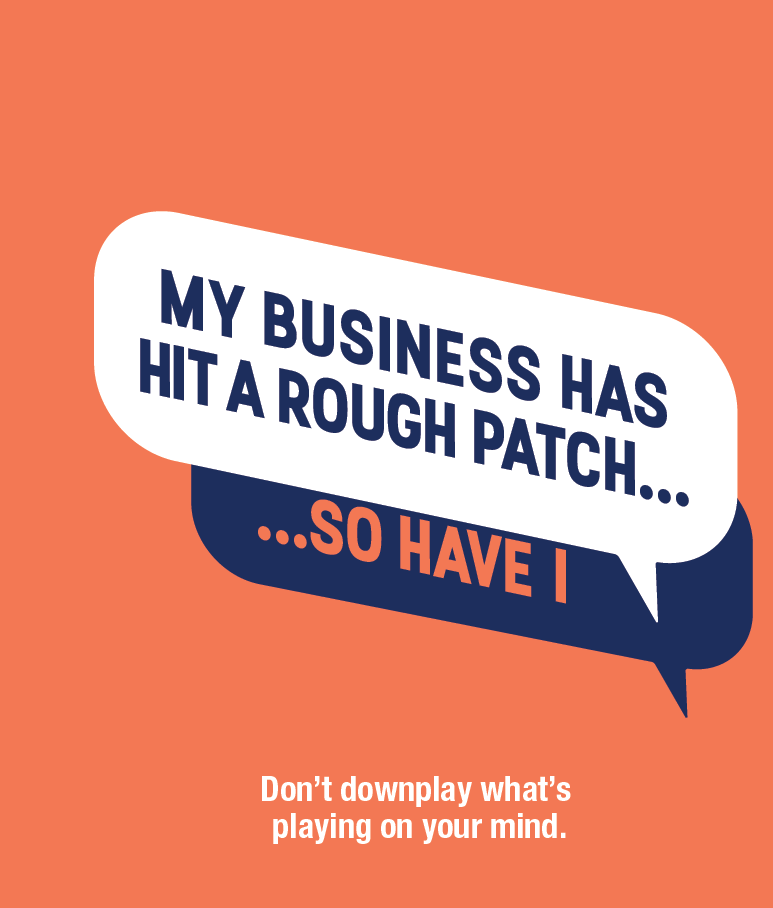 MY BUSINESS HAS
HIT A ROUGH PATCH...
...SO HAVE I
Don’t downplay what’s
playing on your mind.